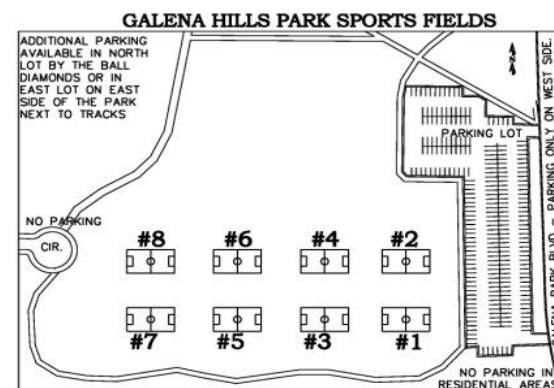 GALENA HILLS PARK SPORTS FIELDS
ADDITIONAL PARKING
AVAILABLE IN NORTH
LOT BY THE BALL
DIAMONDS OR IN
EAST LOT ON EAST
SIDE OF THE PARK
NEXT TO TRACKS
PARKING LOT
GALENA PARK BLVD - PARKING ONLY ON WEST SIDE.
NO PARKING
CIR.
#8
#6
#4
#2
#7
#5
#3
#1
NO PARKING IN
RESIDENTIAL AREAS